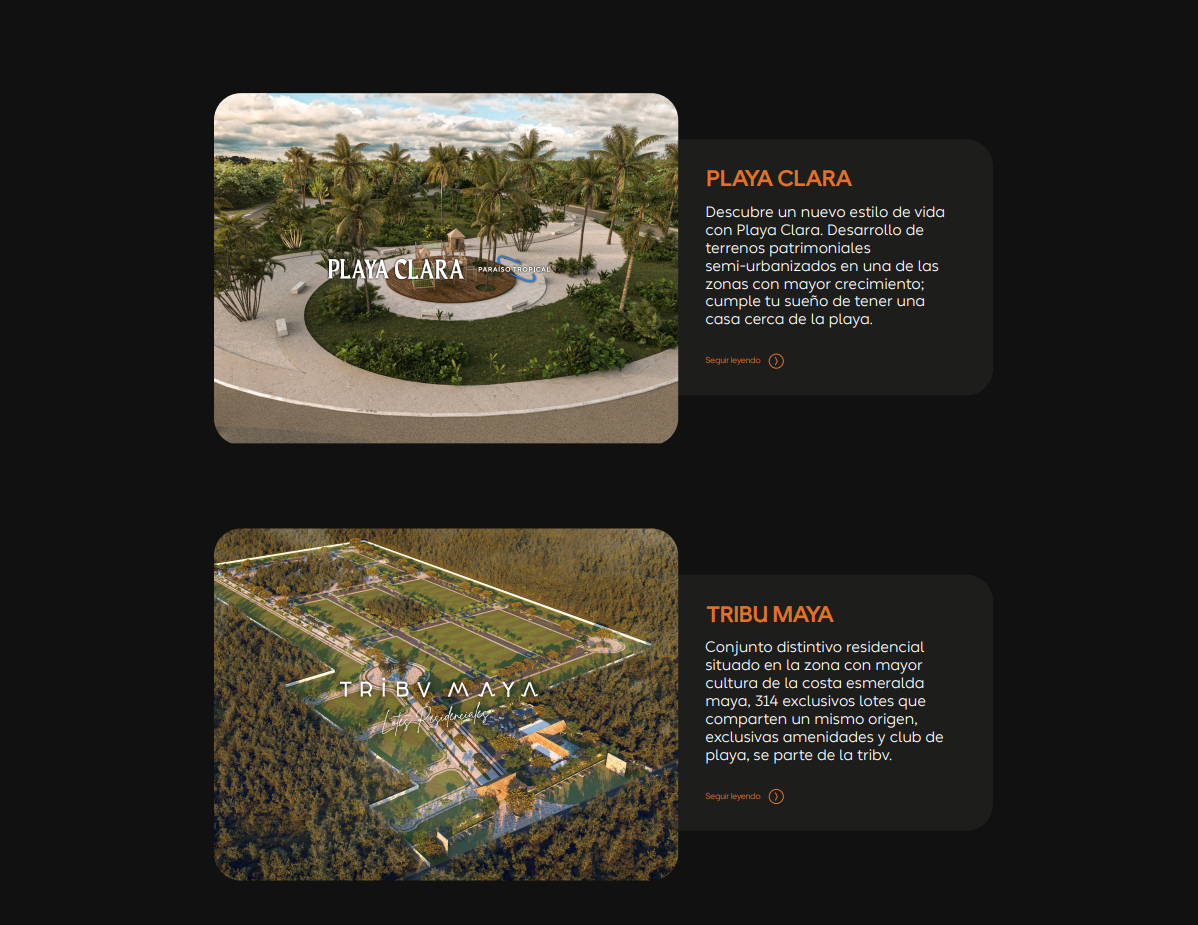 PLAYA CLARA
PARAÍSO TROPICAL
PLAYA CLARA
Descubre un nuevo estilo de vida
con Playa Clara. Desarrollo de
terrenos patrimoniales
semi-urbanizados en una de las
zonas con mayor crecimiento;
cumple tu sueño de tener una
casa cerca de la playa.
Seguir leyendo
TRIBV MAYA
Lotes Residenciales
TRIBU MAYA
Conjunto distintivo residencial
situado en la zona con mayor
cultura de la costa esmeralda
maya, 314 exclusivos lotes que
comparten un mismo origen,
exclusivas amenidades y club de
playa, se parte de la tribv.
Seguir leyendo